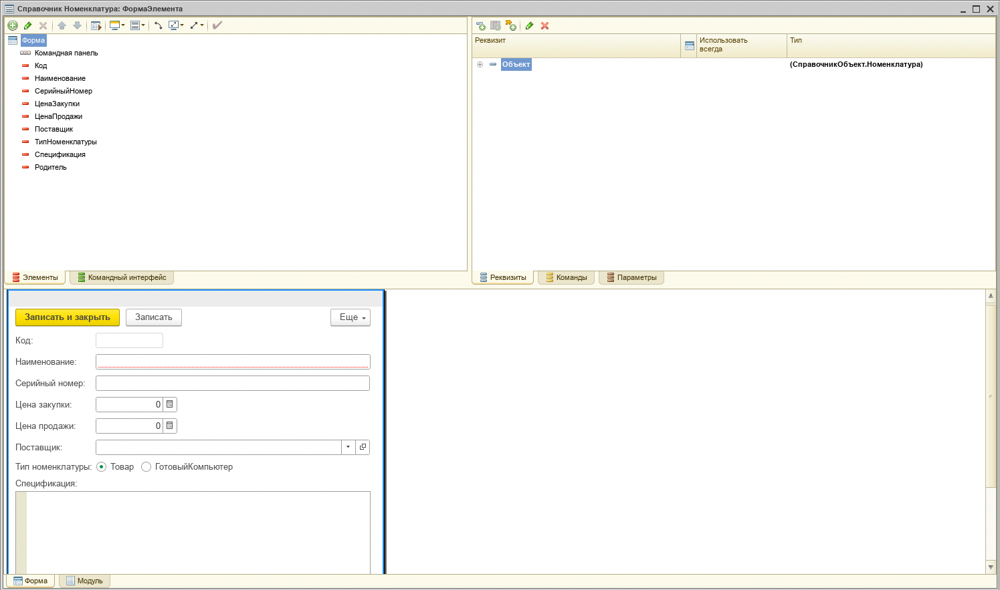 Справочник Номенклатура: ФормаЭлемента
Форма
Командная панель
Код
Наименование
СерийныйНомер
ЦенаЗакупки
ЦенаПродажи
Поставщик
ТипНоменклатуры
Спецификация
Родитель
Элементы
Командный интерфейс
Реквизит
Использовать
всегда
Тип
Объект
(СправочникОбъект.Номенклатура)
Реквизиты
Команды
Параметры
Записать и закрыть
Записать
Еще
Код:
Наименование:
Серийный номер:
Цена закупки:
0
Цена продажи:
0
Поставщик:
Тип номенклатуры:
Товар
ГотовыйКомпьютер
Спецификация:
Форма
Модуль